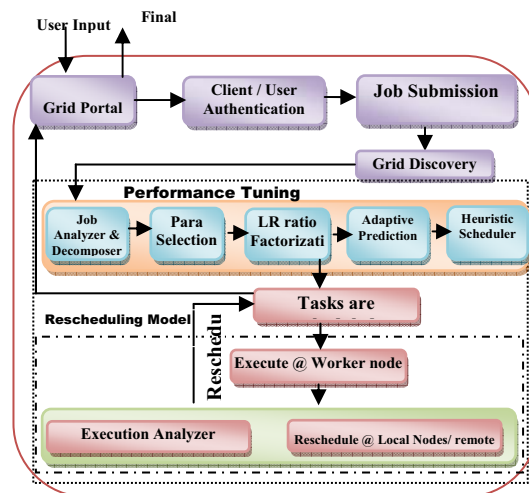 User Input
Final
Grid Portal
Client / User
Authentication
Job Submission
Grid Discovery
Performance Tuning
Job
Analyzer &
Decomposer
Para
Selection
LR ratio
Factorizati
Adaptive
Prediction
Heuristic
Scheduler
Tasks are
Rescheduling Model
Reschedu
Execute @ Worker node
Execution Analyzer
Reschedule @ Local Nodes/ remote